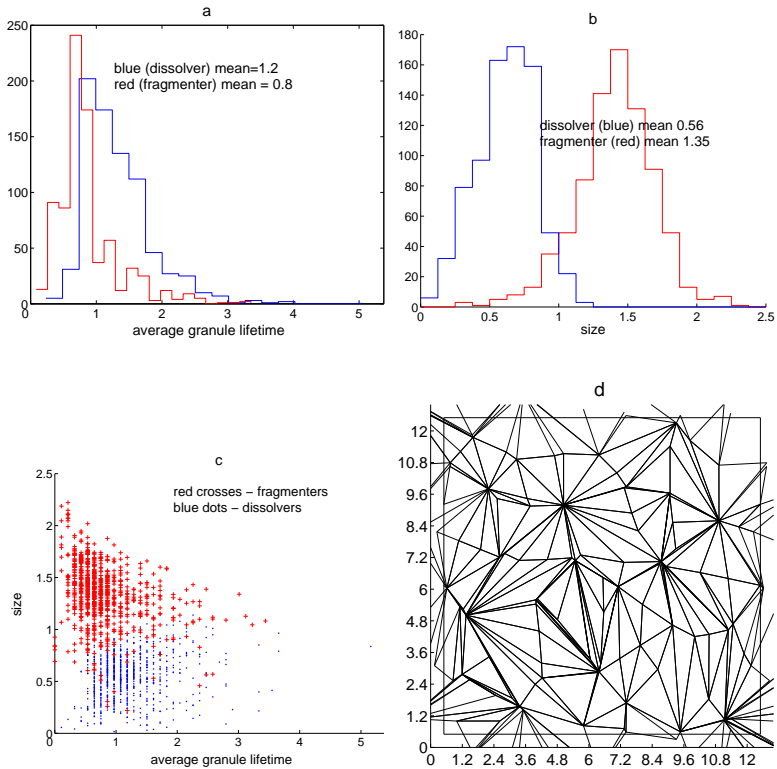 a
250
200
150
100
50
0
0 1 2 3 4 5
average granule lifetime
blue (dissolver) mean=1.2
red (fragmenter) mean = 0.8
b
180
160
140
120
100
80
60
40
20
0
0 0.5 1 1.5 2 2.5
size
dissolver (blue) mean 0.56
fragmenter (red) mean 1.35
c
2.5
2
1.5
1
0.5
0
size
0 1 2 3 4 5
average granule lifetime
red crosses – fragmenters
blue dots – dissolvers
d
12
10.8
9.6
8.4
7.2
6
4.8
3.6
2.4
1.2
0
0 1.2 2.4 3.6 4.8 6 7.2 8.4 9.6 10.8 12